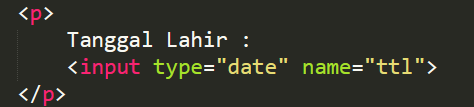 <p>
Tanggal Lahir :
<input type="date" name="ttl">
</p>